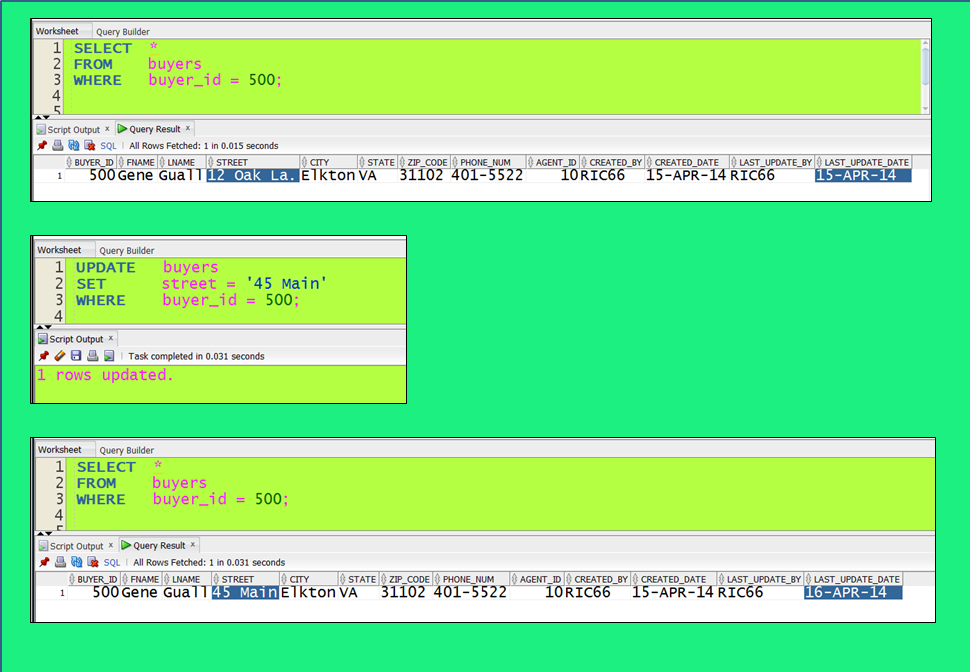 Worksheet Query Builder
1 SELECT *
2 FROM buyers
3 WHERE buyer_id = 500;
4
5
Script Output x Query Result x
SQL | All Rows Fetched: 1 in 0.015 seconds
BUYER_ID FNAME LNAME STREET CITY STATE ZIP_CODE PHONE_NUM AGENT_ID CREATED_BY CREATED_DATE LAST_UPDATE_BY LAST_UPDATE_DATE
1 500 Gene Guall 12 Oak La. Elkton VA 31102 401-5522 10 RIC66 15-APR-14 RIC66 15-APR-14
Worksheet Query Builder
1 UPDATE buyers
2 SET street = '45 Main'
3 WHERE buyer_id = 500;
4
Script Output x
| Task completed in 0.031 seconds
1 rows updated.
Worksheet Query Builder
1 SELECT *
2 FROM buyers
3 WHERE buyer_id = 500;
4
5
Script Output x Query Result x
SQL | All Rows Fetched: 1 in 0.031 seconds
BUYER_ID FNAME LNAME STREET CITY STATE ZIP_CODE PHONE_NUM AGENT_ID CREATED_BY CREATED_DATE LAST_UPDATE_BY LAST_UPDATE_DATE
1 500 Gene Guall 45 Main Elkton VA 31102 401-5522 10 RIC66 15-APR-14 RIC66 16-APR-14